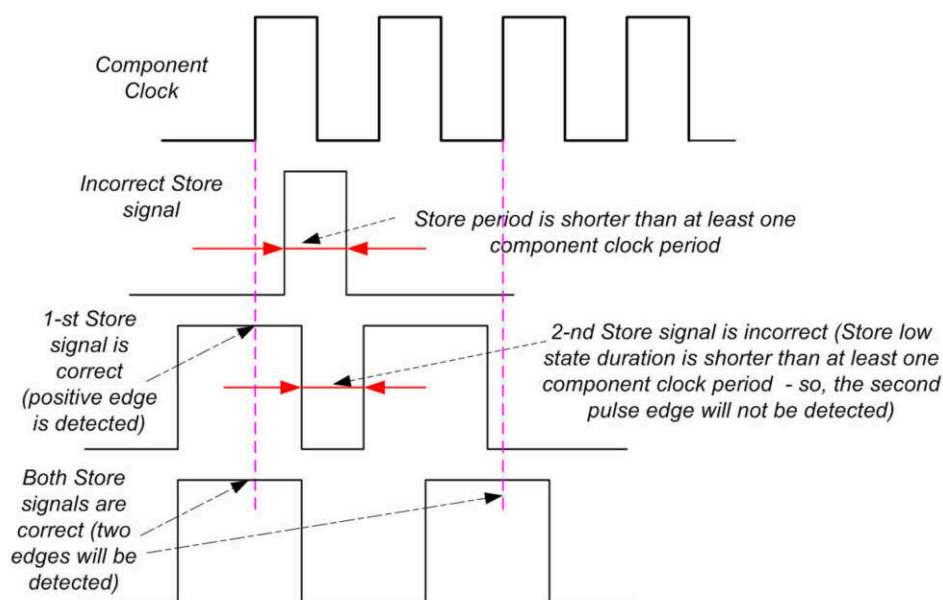 Component
Clock
Incorrect Store
signal
Store period is shorter than at least one
component clock period
1-st Store
signal is
correct
(positive edge
is detected)
2-nd Store signal is incorrect (Store low
state duration is shorter than at least one
component clock period - so, the second
pulse edge will not be detected)
Both Store
signals are
correct (two
edges will be
detected)